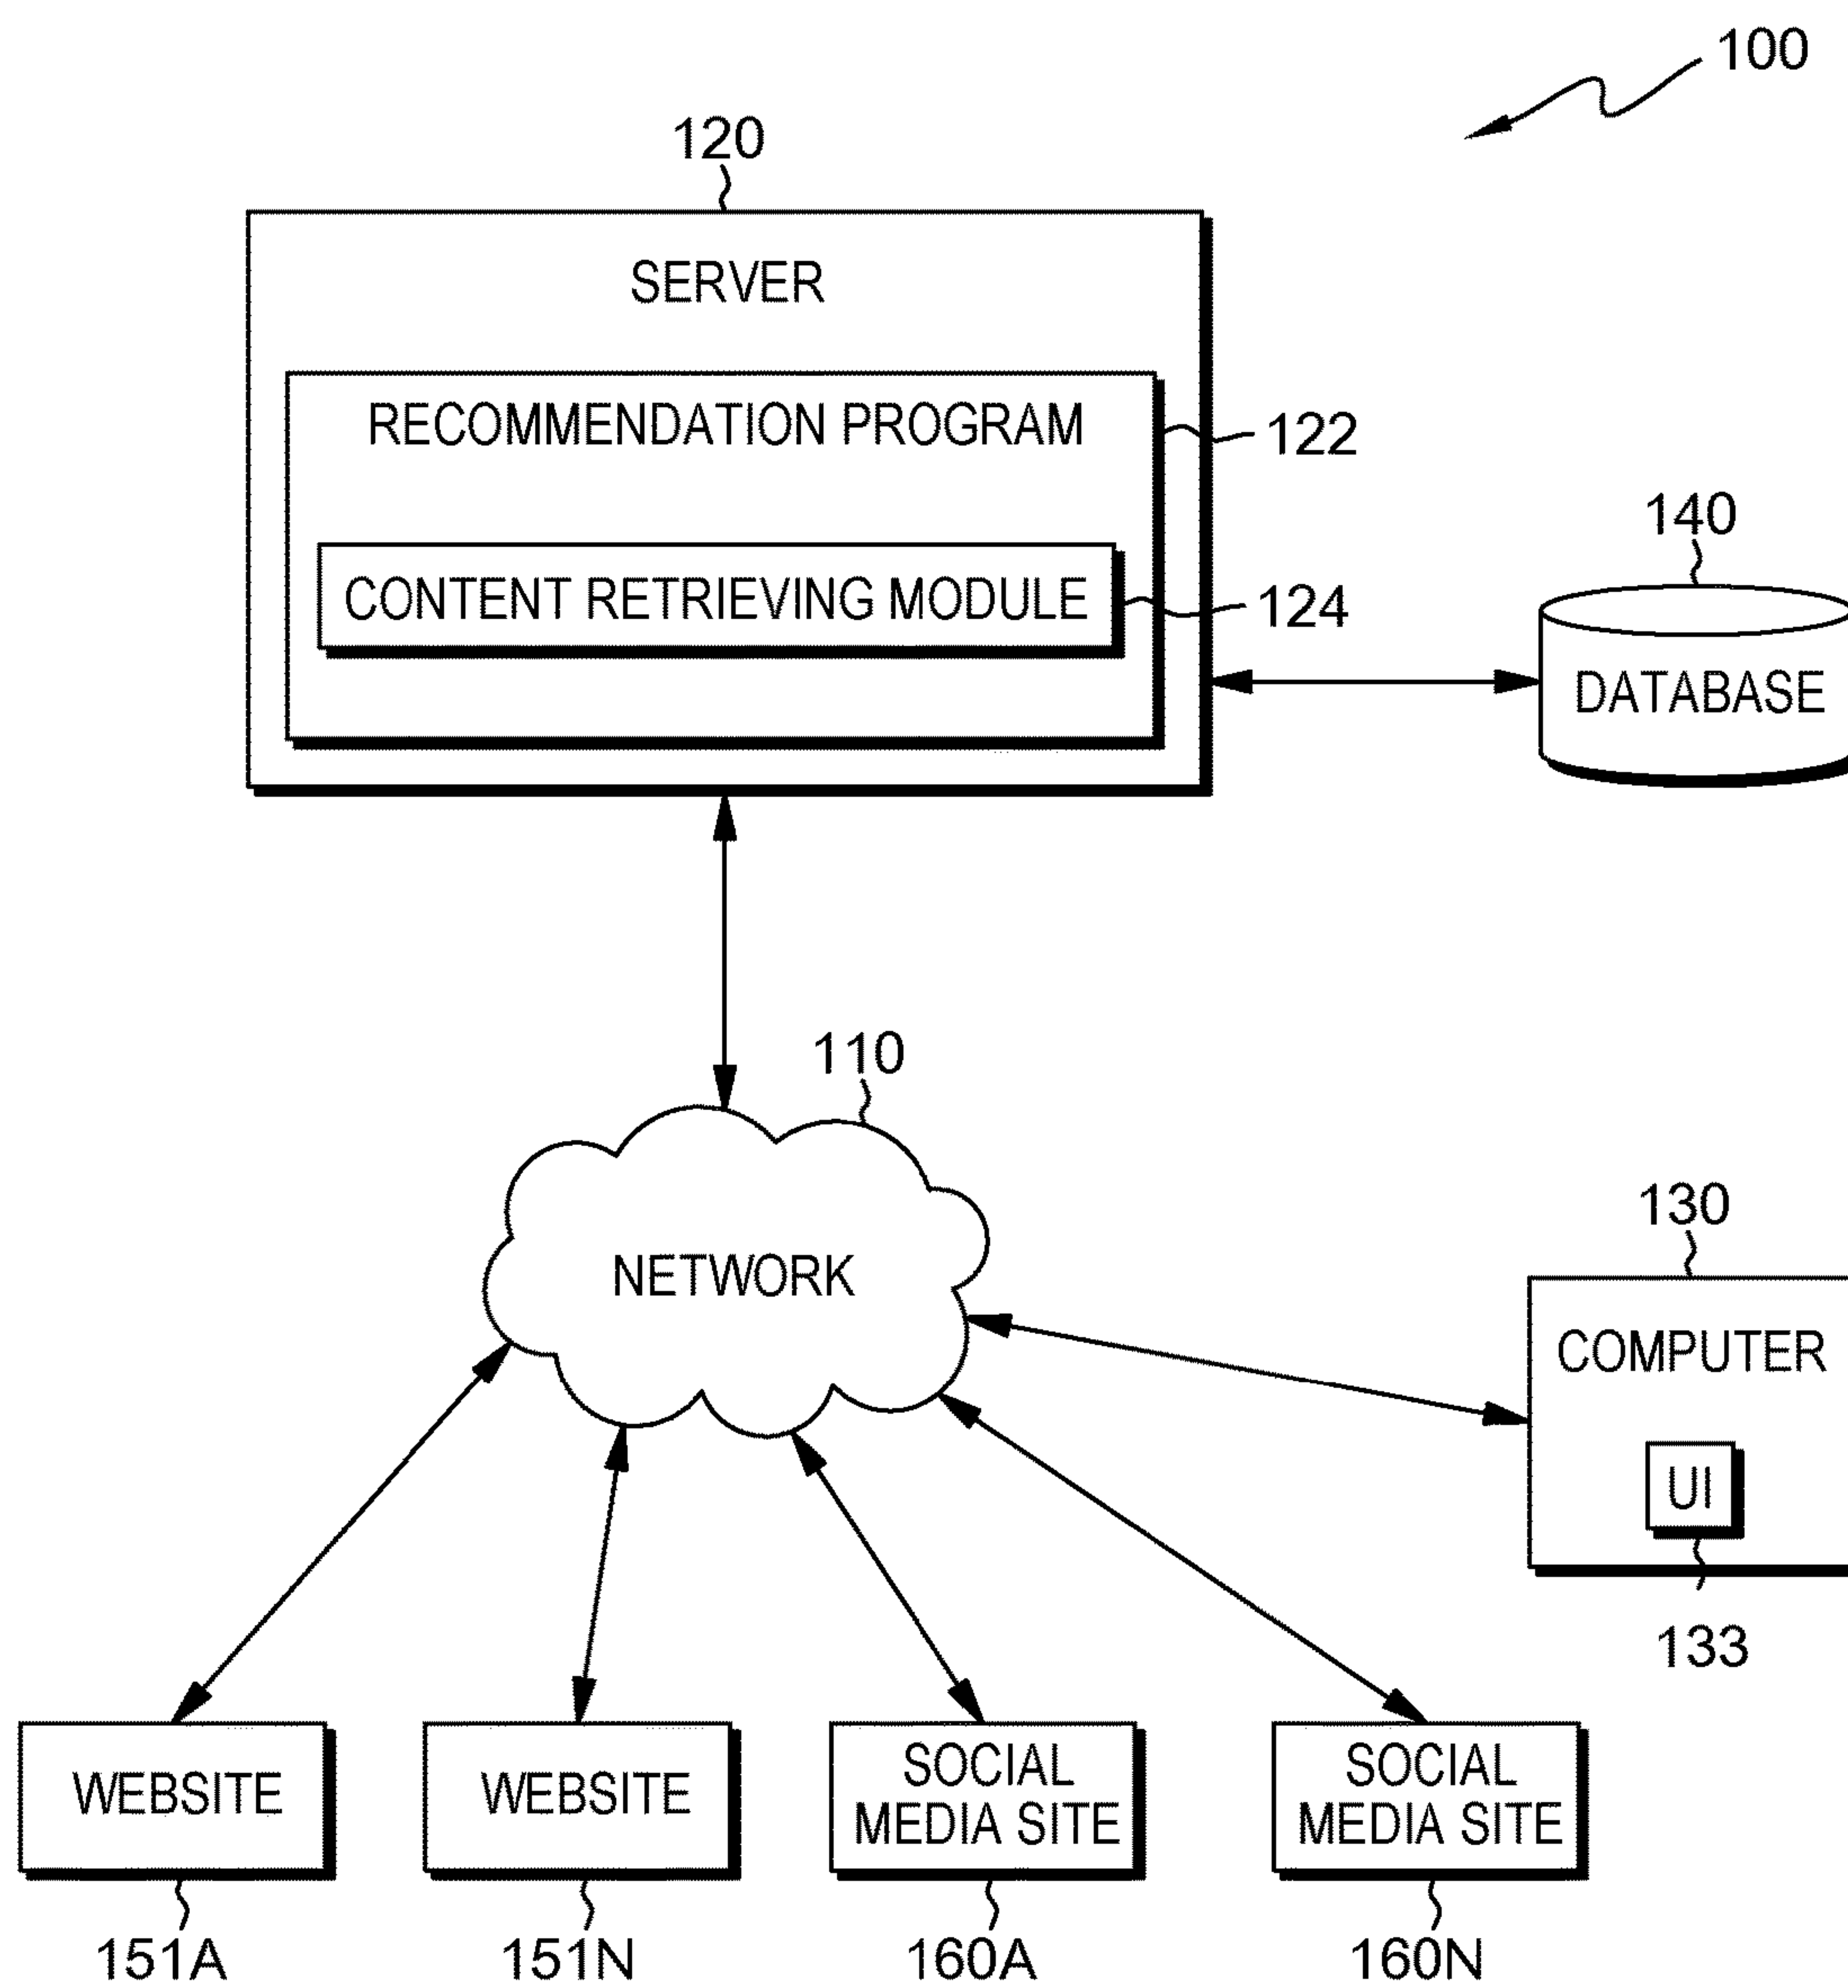 100
120
SERVER
RECOMMENDATION PROGRAM
122
CONTENT RETRIEVING MODULE
124
140
DATABASE
110
NETWORK
130
COMPUTER
UI
133
WEBSITE
WEBSITE
SOCIAL
MEDIA SITE
SOCIAL
MEDIA SITE
151A
151N
160A
160N